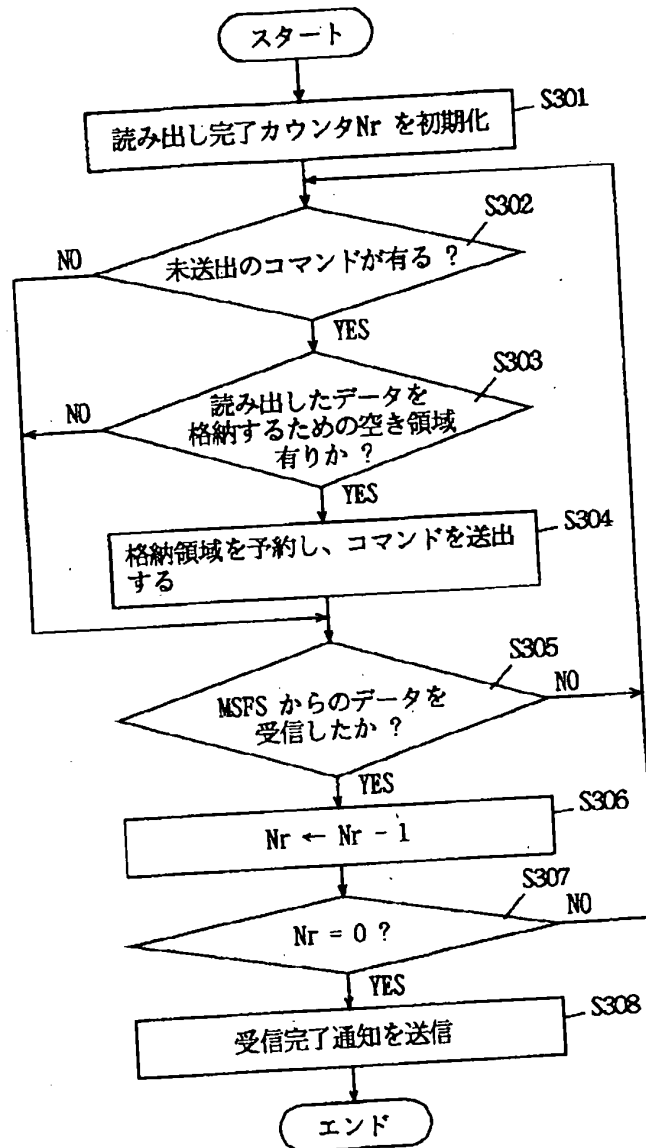 スタート
S301
読み出し完了カウンタNr を初期化
S302
未送出のコマンドが有る ?
NO
YES
S303
読み出したデータを
格納するための空き領域
有りか ?
NO
YES
S304
格納領域を予約し、コマンドを送出
する
S305
MSFS からのデータを
受信したか ?
NO
YES
S306
Nr ← Nr - 1
S307
Nr = 0 ?
NO
YES
S308
受信完了通知を送信
エンド